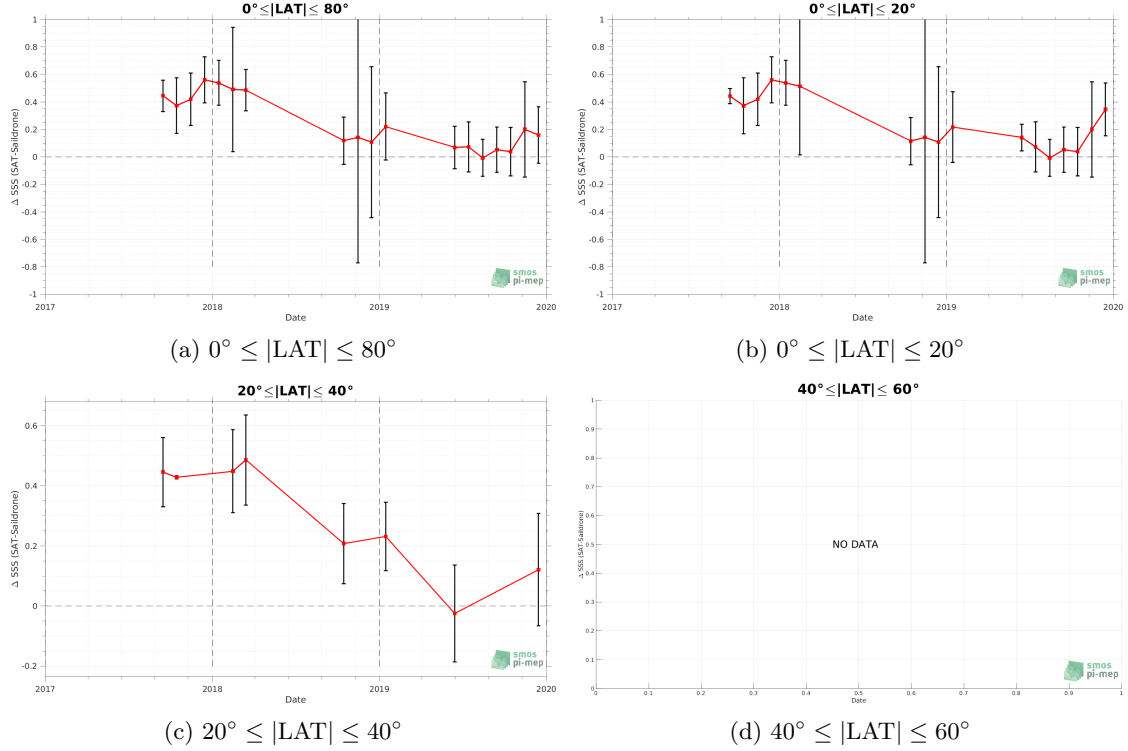 0°≤|LAT|≤ 80°
1
0.8
0.6
0.4
0.2
0
-0.2
-0.4
-0.6
-0.8
-1
Δ SSS (SAT-Saildrone)
2017
2018
2019
2020
Date
smos
pi-mep
(a) 0° ≤ |LAT| ≤ 80°
0°≤|LAT|≤ 20°
1
0.8
0.6
0.4
0.2
0
-0.2
-0.4
-0.6
-0.8
-1
Δ SSS (SAT-Saildrone)
2017
2018
2019
2020
Date
smos
pi-mep
(b) 0° ≤ |LAT| ≤ 20°
20°≤|LAT|≤ 40°
0.6
0.4
0.2
0
-0.2
Δ SSS (SAT-Saildrone)
2017
2018
2019
2020
Date
smos
pi-mep
(c) 20° ≤ |LAT| ≤ 40°
40°≤|LAT|≤ 60°
1
0.9
0.8
0.7
0.6
0.5
0.4
0.3
0.2
0.1
0
Δ SSS (SAT-Saildrone)
NO DATA
0
0.1
0.2
0.3
0.4
0.5
0.6
0.7
0.8
0.9
1
Date
smos
pi-mep
(d) 40° ≤ |LAT| ≤ 60°